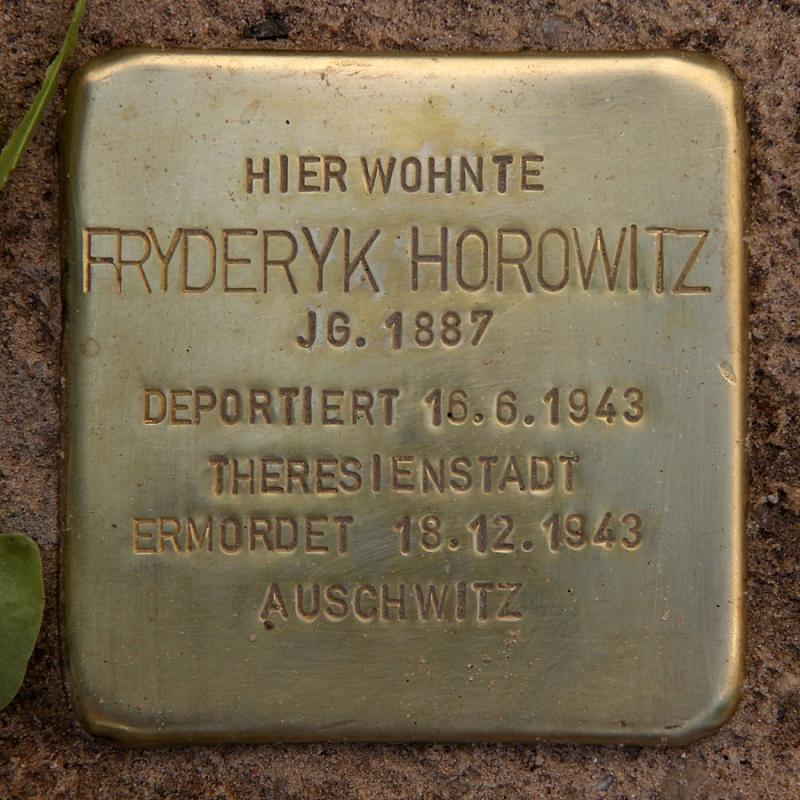 HIER WOHNTE
FRYDERYK HOROWITZ
JG. 1887
DEPORTIERT 16.6.1943
THERESIENSTADT
ERMORDET 18.12.1943
AUSCHWITZ